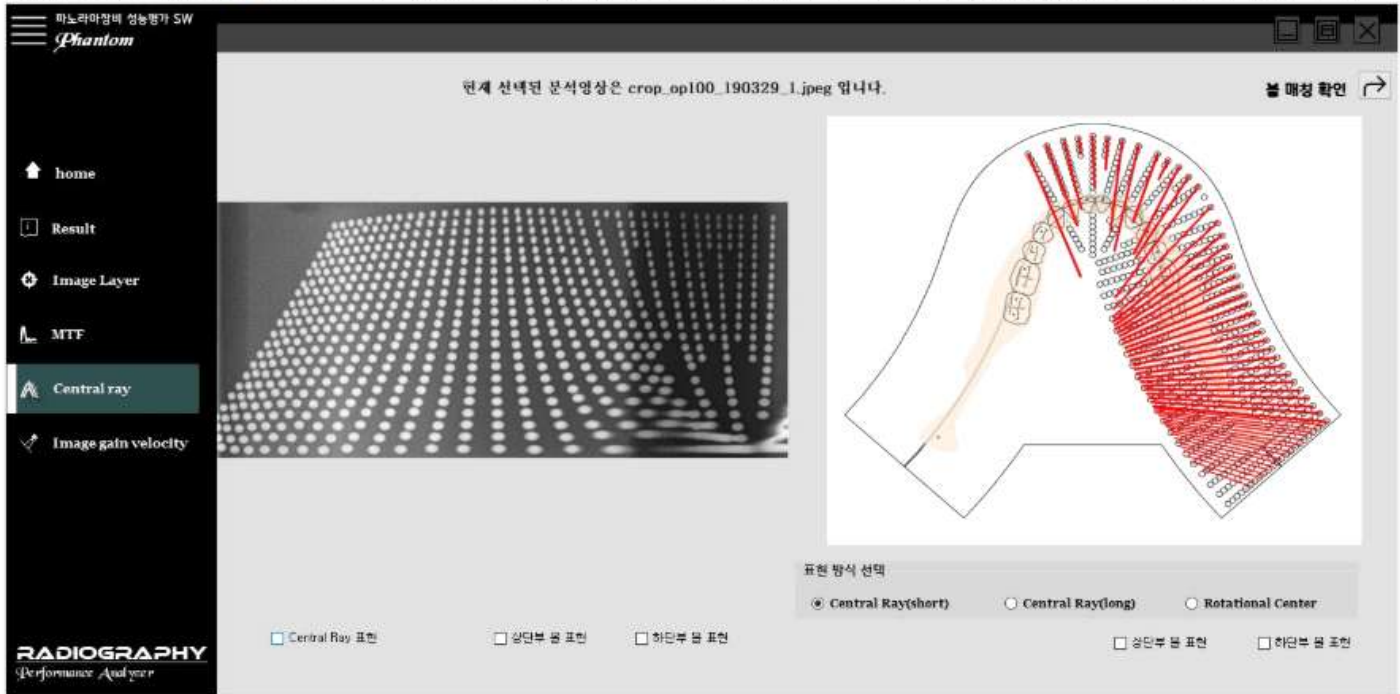 파노라마장비 성능평가 SW
Phantom
현재 선택된 분석영상은 crop_op100_190329_1.jpeg 입니다.
볼 매칭 확인
home
Result
Image Layer
MTF
Central ray
Image gain velocity
표현 방식 선택
Central Ray(short)
Central Ray(long)
Rotational Center
Central Ray 표현
상단부 볼 표현
하단부 볼 표현
상단부 볼 표현
하단부 볼 표현
RADIOGRAPHY
Performance Analyzer